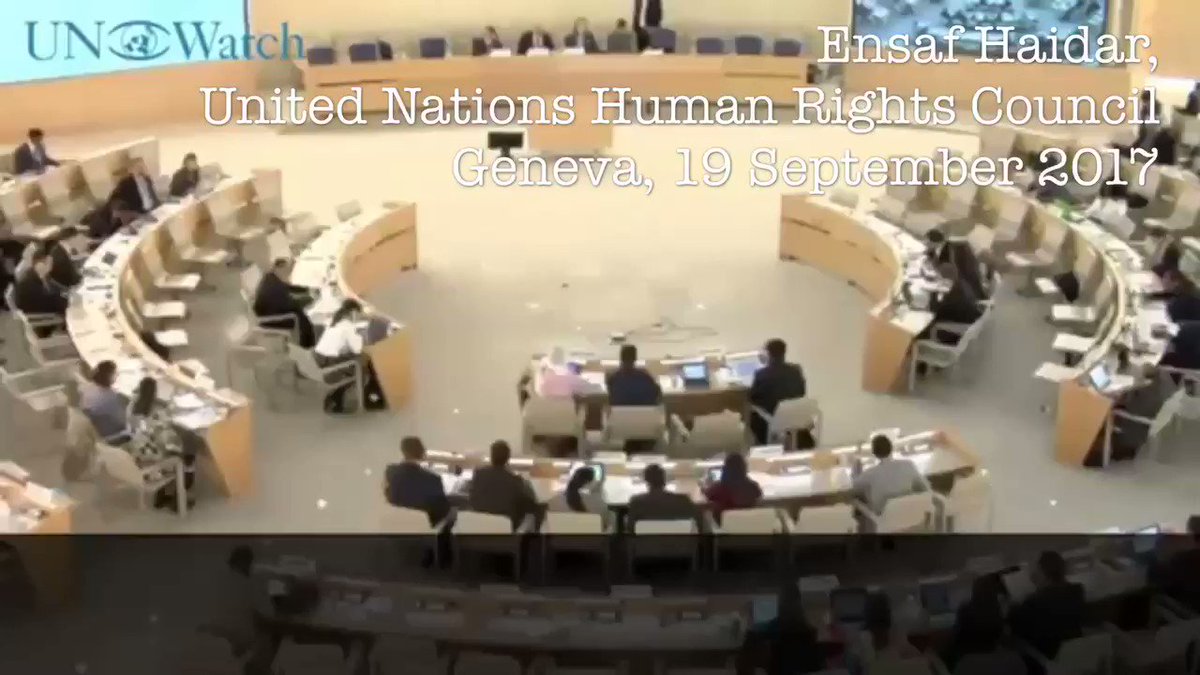 UN Watch
Ensaf Haidar,
United Nations Human Rights Council
Geneva, 19 September 2017